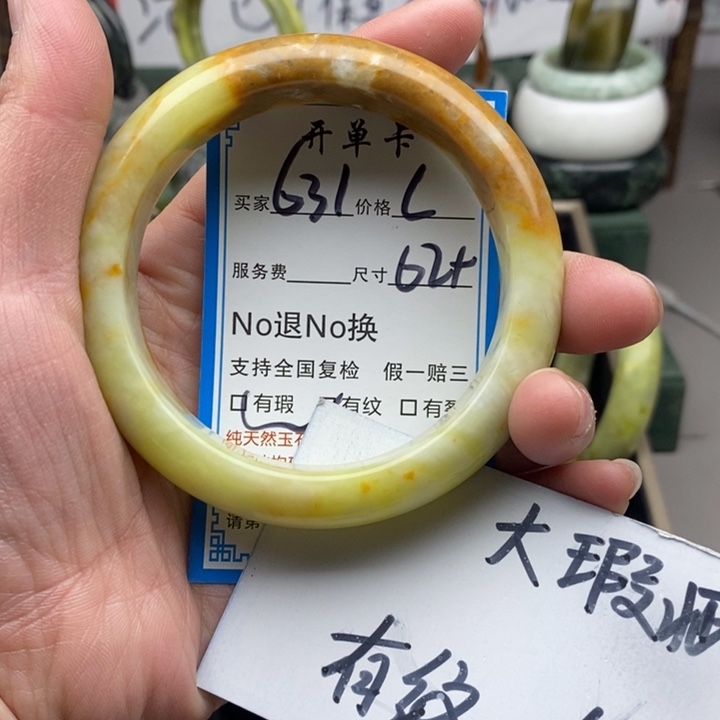 开单卡
买家 631 价格 L
服务费 尺寸 62+
No退No换
支持全国复检 假一赔三
有瑕 有纹 有裂
纯天然玉石
请第
大瑕
有纹